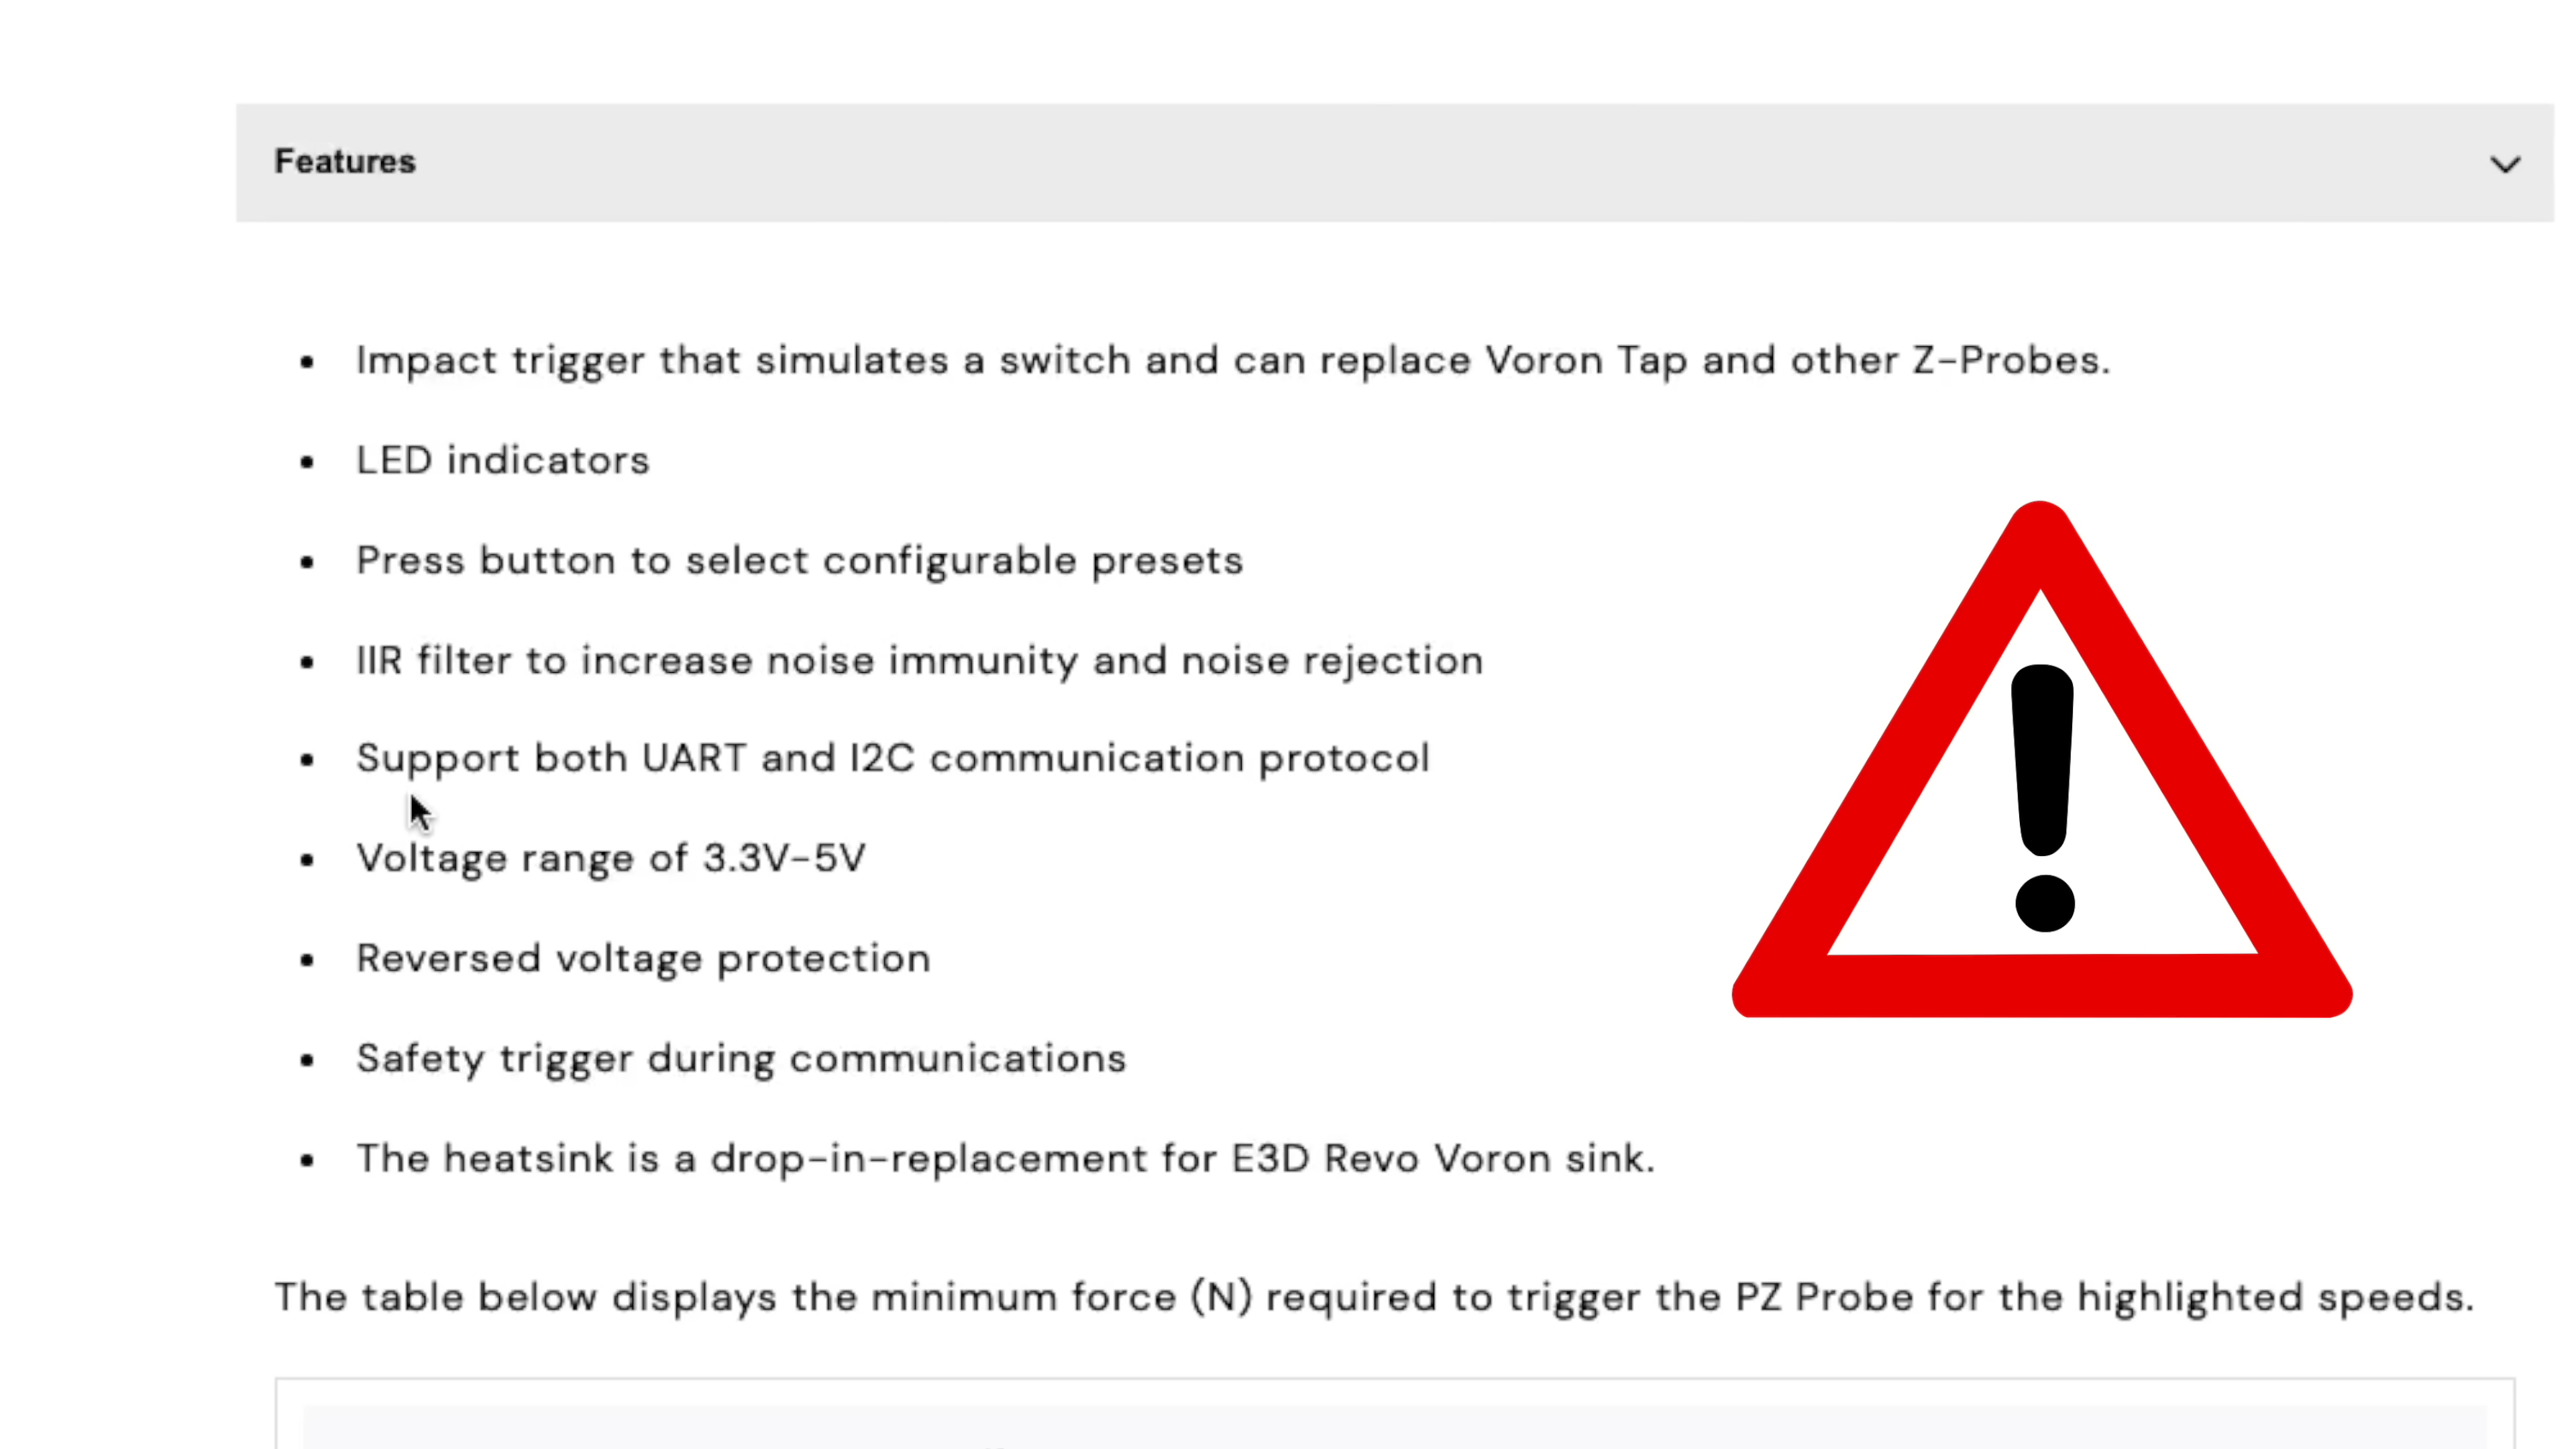 Features
Impact trigger that simulates a switch and can replace Voron Tap and other Z-Probes.
LED indicators
Press button to select configurable presets
IIR filter to increase noise immunity and noise rejection
Support both UART and I2C communication protocol
Voltage range of 3.3V-5V
Reversed voltage protection
Safety trigger during communications
The heatsink is a drop-in-replacement for E3D Revo Voron sink.
The table below displays the minimum force (N) required to trigger the PZ Probe for the highlighted speeds.